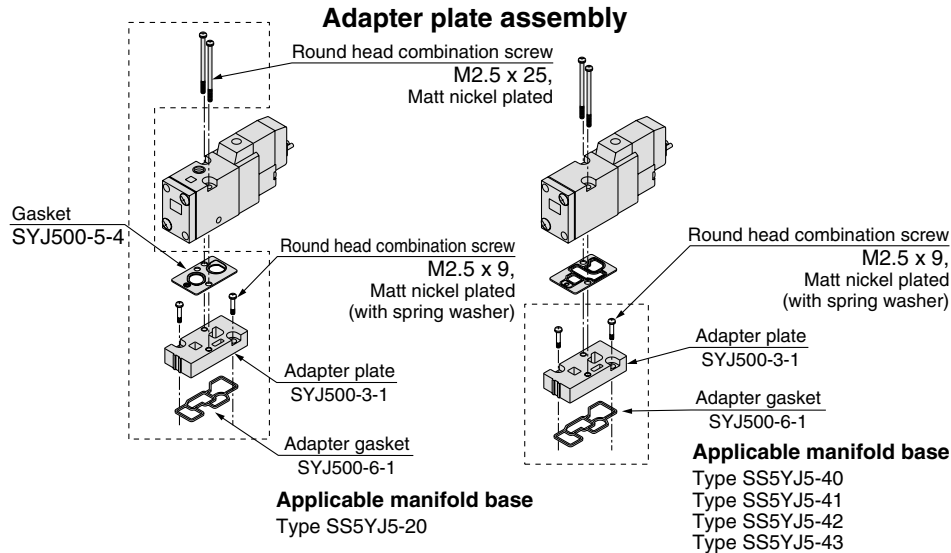 Adapter plate assembly
Round head combination screw
M2.5 x 25,
Matt nickel plated
Gasket
SYJ500-5-4
Round head combination screw
M2.5 x 9,
Matt nickel plated
(with spring washer)
Adapter plate
SYJ500-3-1
Adapter gasket
SYJ500-6-1
Applicable manifold base
Type SS5YJ5-20
Round head combination screw
M2.5 x 9,
Matt nickel plated
(with spring washer)
Adapter plate
SYJ500-3-1
Adapter gasket
SYJ500-6-1
Applicable manifold base
Type SS5YJ5-40
Type SS5YJ5-41
Type SS5YJ5-42
Type SS5YJ5-43